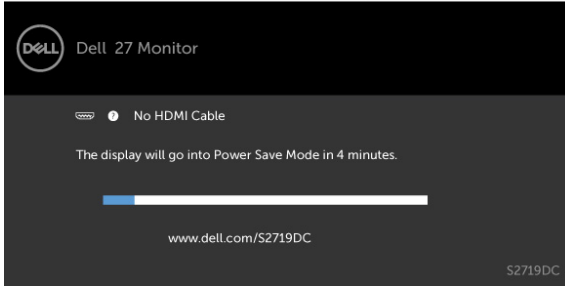 DELL
Dell 27 Monitor
? No HDMI Cable
The display will go into Power Save Mode in 4 minutes.
www.dell.com/S2719DC
S2719DC